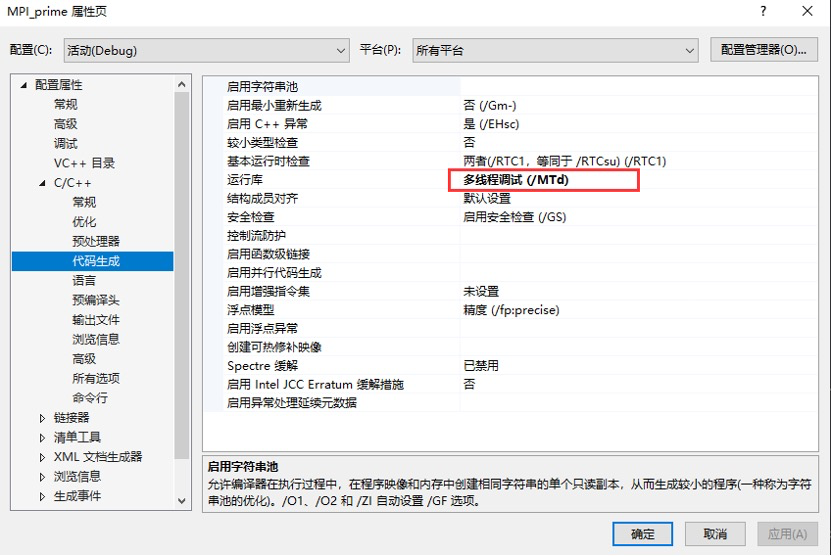 MPI_prime 属性页
?
配置(C): 活动(Debug) 平台(P): 所有平台 配置管理器(O)...
配置属性
常规
高级
调试
VC++ 目录
C/C++
常规
优化
预处理器
代码生成
语言
预编译头
输出文件
浏览信息
高级
所有选项
命令行
链接器
清单工具
XML 文档生成器
浏览信息
生成事件
启用字符串池
启用最小重新生成 否 (/Gm-)
启用 C++ 异常 是 (/EHsc)
较小类型检查 否
基本运行时检查 两者(/RTC1，等同于 /RTCsu) (/RTC1)
运行库 多线程调试 (/MTd)
结构成员对齐 默认设置
安全检查 启用安全检查 (/GS)
控制流防护
启用函数级链接
启用并行代码生成
启用增强指令集 未设置
浮点模型 精度 (/fp:precise)
启用浮点异常
创建可热修补映像
Spectre 缓解 已禁用
启用 Intel JCC Erratum 缓解措施 否
启用异常处理延续元数据
启用字符串池
允许编译器在执行过程中，在程序映像和内存中创建相同字符串的单个只读副本，从而生成较小的程序(一种称为字符
串池的优化)。/O1、/O2 和 /ZI 自动设置 /GF 选项。
确定 取消 应用(A)